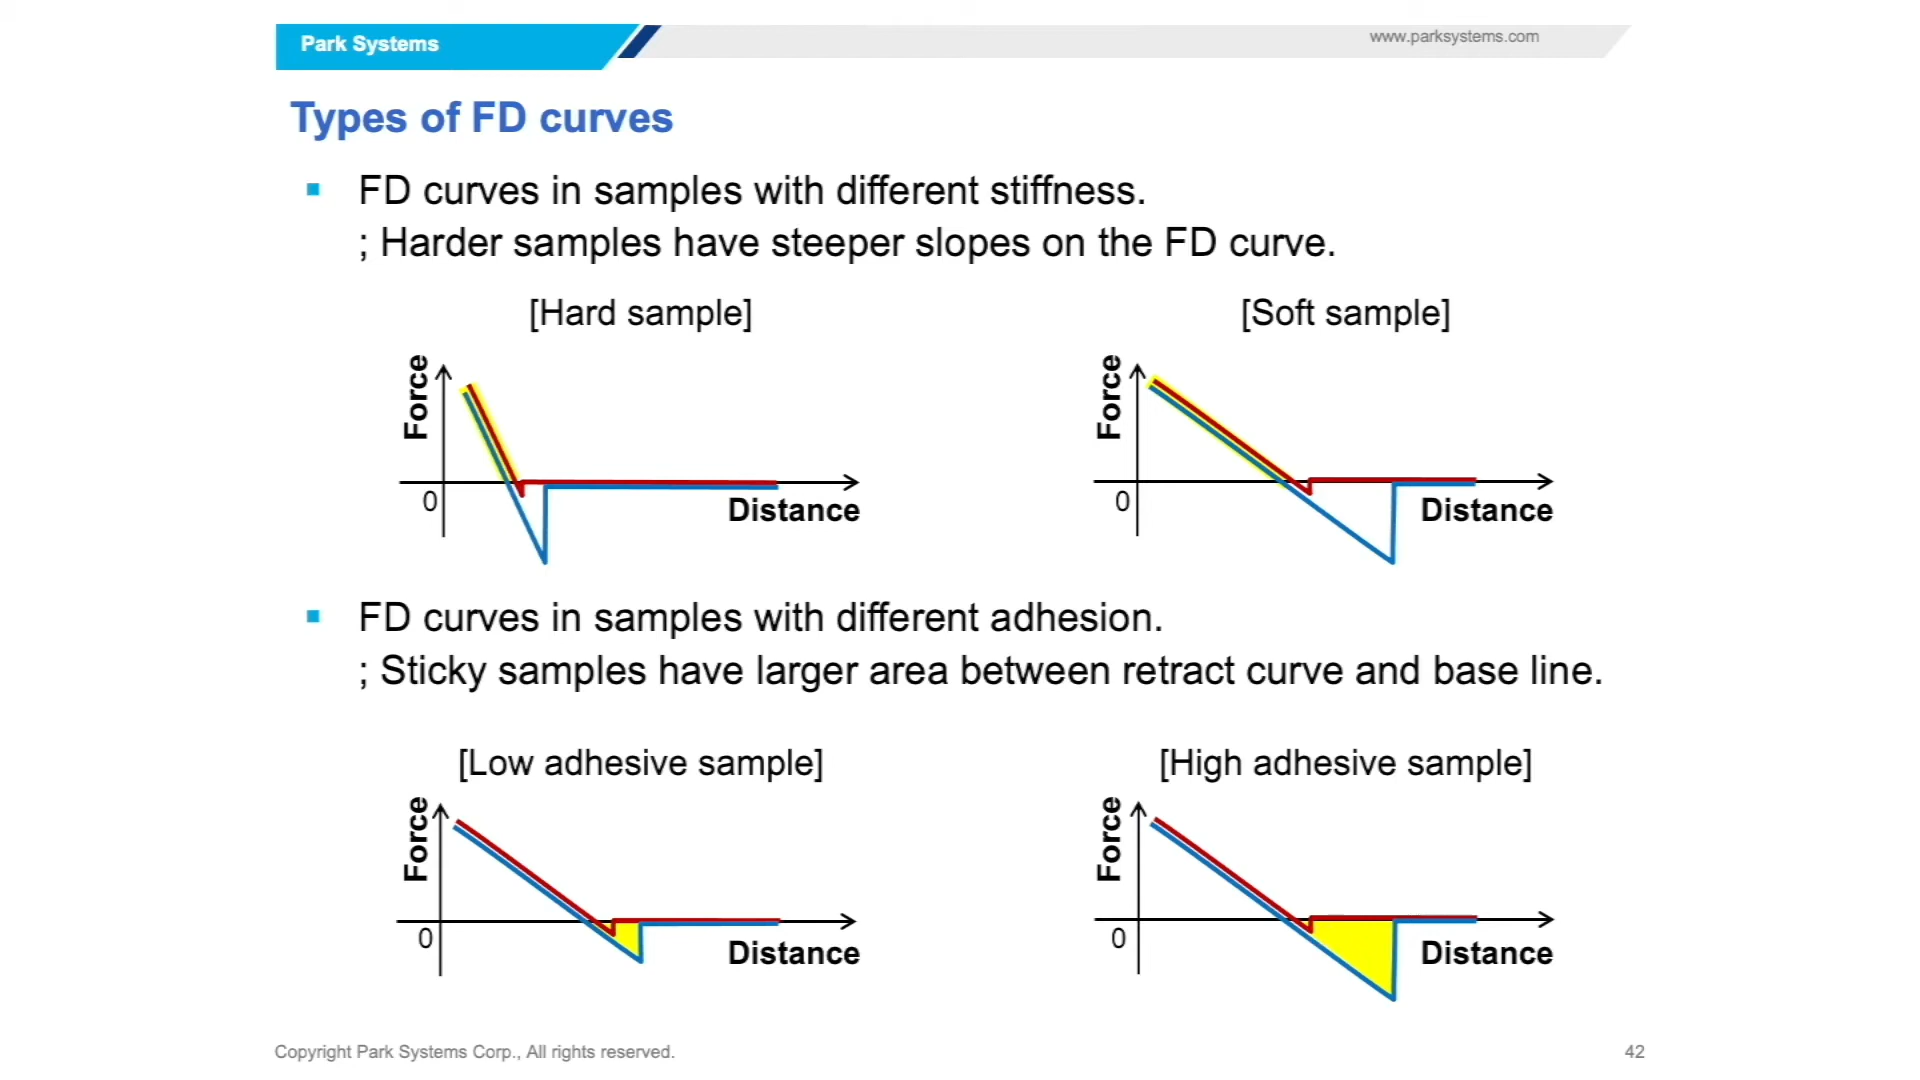 Park Systems
www.parksystems.com
Types of FD curves
FD curves in samples with different stiffness.
; Harder samples have steeper slopes on the FD curve.
[Hard sample]
[Soft sample]
Force
0
Distance
Force
0
Distance
FD curves in samples with different adhesion.
; Sticky samples have larger area between retract curve and base line.
[Low adhesive sample]
[High adhesive sample]
Force
0
Distance
Force
0
Distance
Copyright Park Systems Corp., All rights reserved.
42